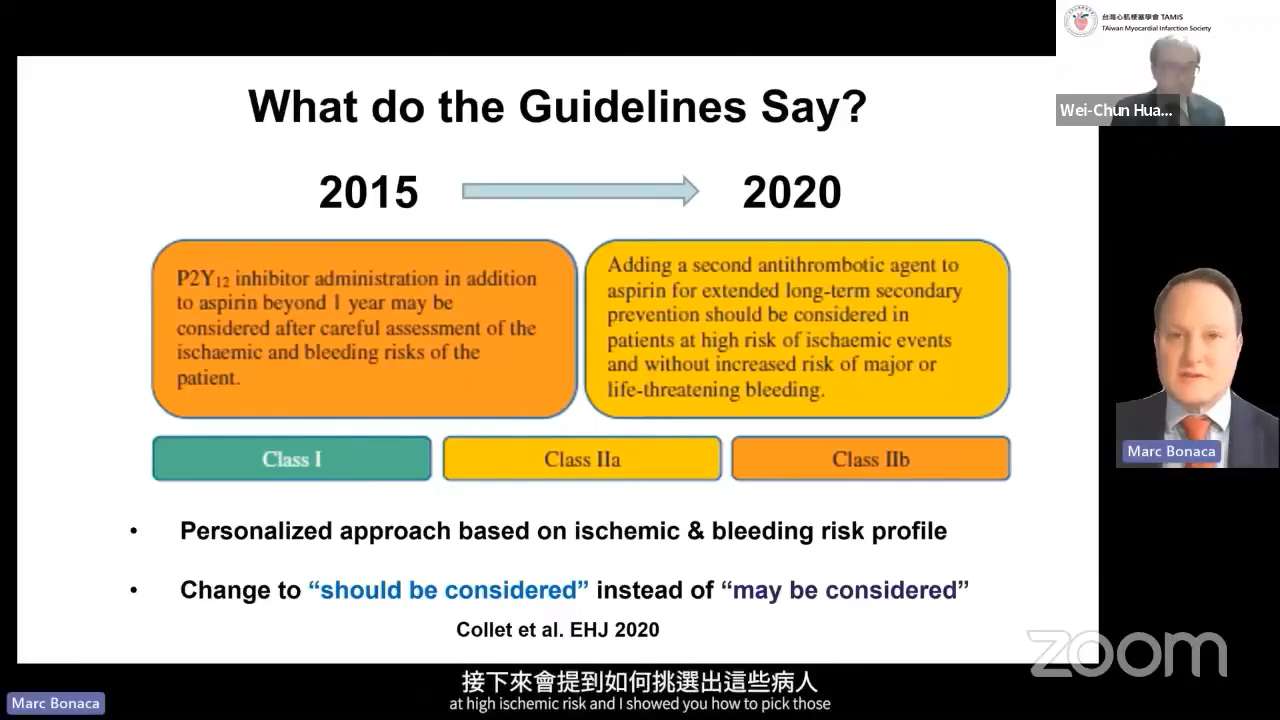 台灣心肌梗塞學會 TAMIS
TAiwan Myocardial Infarction Society
Wei-Chun Hua...
What do the Guidelines Say?
2015
2020
P2Y12 inhibitor administration in addition
to aspirin beyond 1 year may be
considered after careful assessment of the
ischaemic and bleeding risks of the
patient.
Adding a second antithrombotic agent to
aspirin for extended long-term secondary
prevention should be considered in
patients at high risk of ischaemic events
and without increased risk of major or
life-threatening bleeding.
Class I
Class IIa
Class IIb
• Personalized approach based on ischemic & bleeding risk profile
• Change to “should be considered” instead of “may be considered”
Collet et al. EHJ 2020
Marc Bonaca
zoom
接下來會提到如何挑選出這些病人
at high ischemic risk and I showed you how to pick those
Marc Bonaca